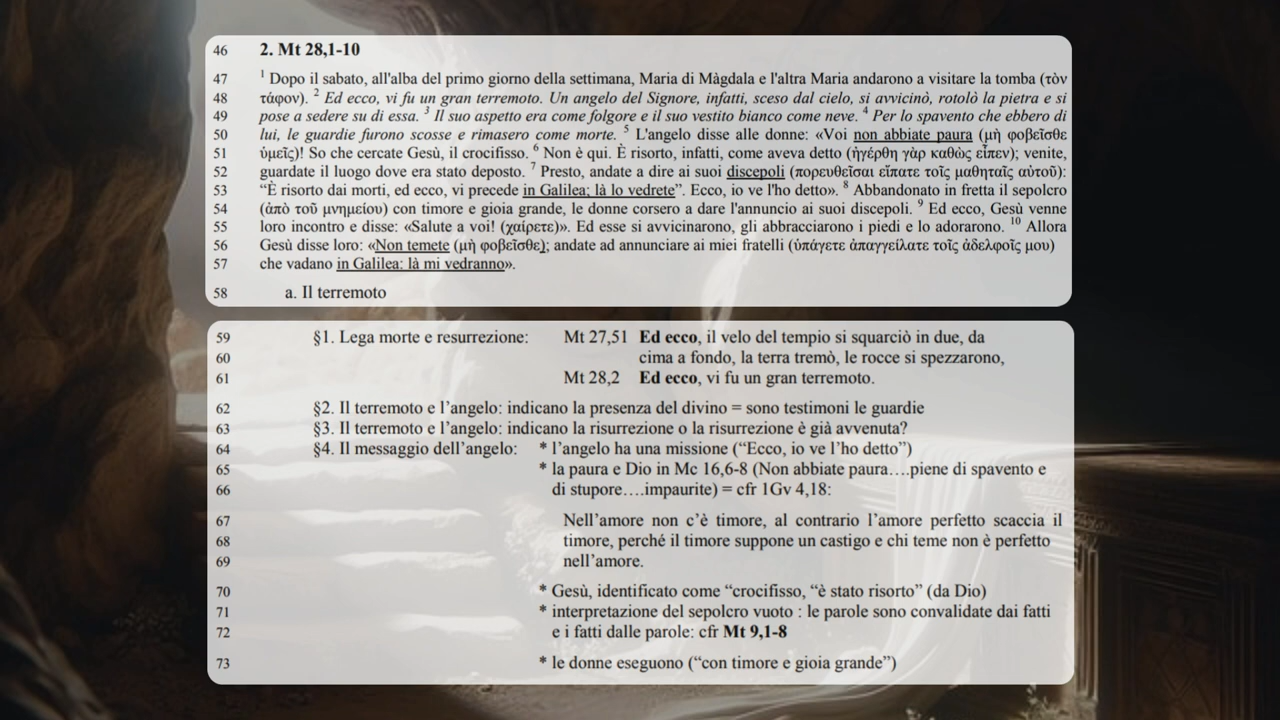 46 2. Mt 28,1-10
47 1 Dopo il sabato, all'alba del primo giorno della settimana, Maria di Màgdala e l'altra Maria andarono a visitare la tomba (τὸν
48 τάφον). 2 Ed ecco, vi fu un gran terremoto. Un angelo del Signore, infatti, sceso dal cielo, si avvicinò, rotolò la pietra e si
49 pose a sedere su di essa. 3 Il suo aspetto era come folgore e il suo vestito bianco come neve. 4 Per lo spavento che ebbero di
50 lui, le guardie furono scosse e rimasero come morte. 5 L'angelo disse alle donne: «Voi non abbiate paura (μὴ φοβεῖσθε
51 ὑμεῖς)! So che cercate Gesù, il crocifisso. 6 Non è qui. È risorto, infatti, come aveva detto (ἠγέρθη γὰρ καθὼς εἶπεν); venite,
52 guardate il luogo dove era stato deposto. 7 Presto, andate a dire ai suoi discepoli (πορευθεῖσαι εἴπατε τοῖς μαθηταῖς αὐτοῦ):
53 “È risorto dai morti, ed ecco, vi precede in Galilea; là lo vedrete”. Ecco, io ve l'ho detto». 8 Abbandonato in fretta il sepolcro
54 (ἀπὸ τοῦ μνημείου) con timore e gioia grande, le donne corsero a dare l'annuncio ai suoi discepoli. 9 Ed ecco, Gesù venne
55 loro incontro e disse: «Salute a voi! (χαίρετε)». Ed esse si avvicinarono, gli abbracciarono i piedi e lo adorarono. 10 Allora
56 Gesù disse loro: «Non temete (μὴ φοβεῖσθε); andate ad annunciare ai miei fratelli (ὑπάγετε ἀπαγγείλατε τοῖς ἀδελφοῖς μου)
57 che vadano in Galilea: là mi vedranno».
58 a. Il terremoto
59 §1. Lega morte e resurrezione: Mt 27,51 Ed ecco, il velo del tempio si squarciò in due, da
60 cima a fondo, la terra tremò, le rocce si spezzarono,
61 Mt 28,2 Ed ecco, vi fu un gran terremoto.
62 §2. Il terremoto e l’angelo: indicano la presenza del divino = sono testimoni le guardie
63 §3. Il terremoto e l’angelo: indicano la risurrezione o la risurrezione è già avvenuta?
64 §4. Il messaggio dell’angelo: * l’angelo ha una missione (“Ecco, io ve l’ho detto”)
65 * la paura e Dio in Mc 16,6-8 (Non abbiate paura….piene di spavento e
66 di stupore….impaurite) = cfr 1Gv 4,18:
67 Nell’amore non c’è timore, al contrario l’amore perfetto scaccia il
68 timore, perché il timore suppone un castigo e chi teme non è perfetto
69 nell’amore.
70 * Gesù, identificato come “crocifisso, “è stato risorto” (da Dio)
71 * interpretazione del sepolcro vuoto : le parole sono convalidate dai fatti
72 e i fatti dalle parole: cfr Mt 9,1-8
73 * le donne eseguono (“con timore e gioia grande”)